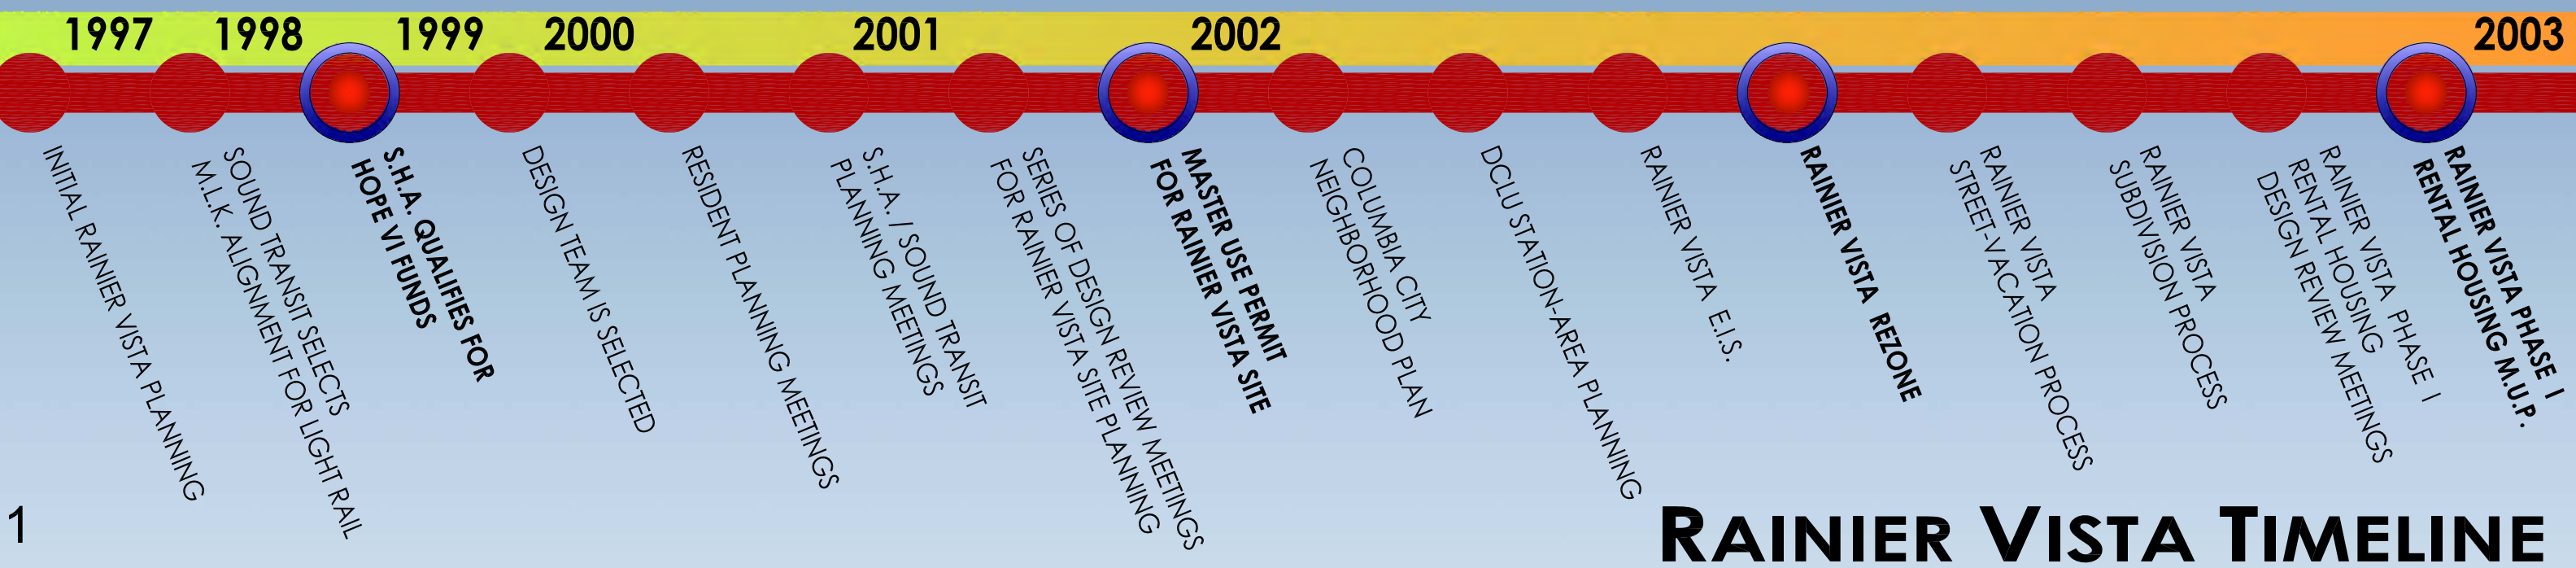 1997
1998
1999
2000
2001
2002
2003
INITIAL RAINIER VISTA PLANNING
SOUND TRANSIT SELECTS
M.L.K. ALIGNMENT FOR LIGHT RAIL
S.H.A. QUALIFIES FOR
HOPE VI FUNDS
DESIGN TEAM IS SELECTED
RESIDENT PLANNING MEETINGS
S.H.A. / SOUND TRANSIT
PLANNING MEETINGS
SERIES OF DESIGN REVIEW MEETINGS
FOR RAINIER VISTA SITE PLANNING
MASTER USE PERMIT
FOR RAINIER VISTA SITE
COLUMBIA CITY
NEIGHBORHOOD PLAN
DCLU STATION-AREA PLANNING
RAINIER VISTA E.I.S.
RAINIER VISTA REZONE
RAINIER VISTA
STREET-VACATION PROCESS
RAINIER VISTA
SUBDIVISION PROCESS
RAINIER VISTA PHASE I
RENTAL HOUSING
DESIGN REVIEW MEETINGS
RAINIER VISTA PHASE I
RENTAL HOUSING M.U.P.
1
RAINIER VISTA TIMELINE